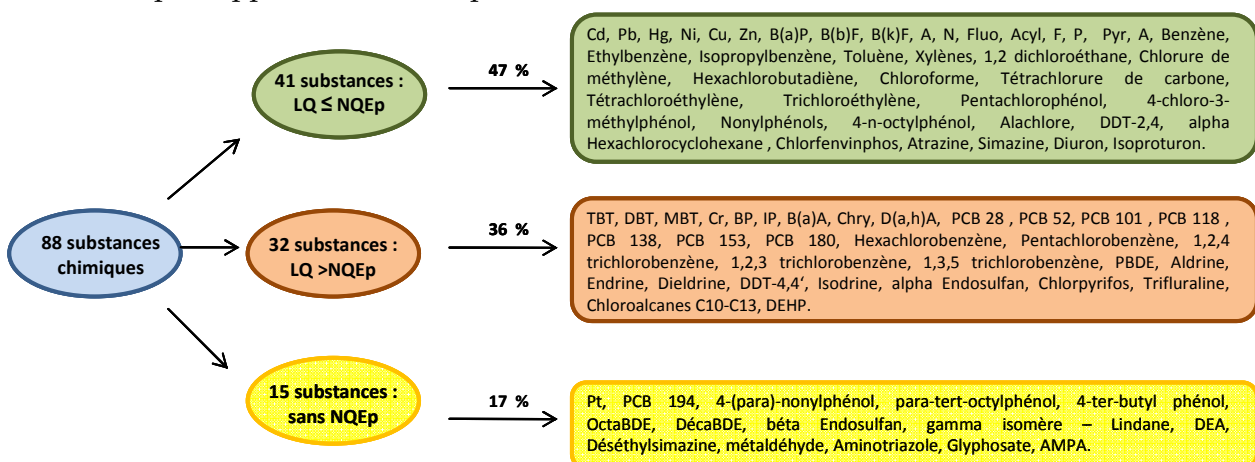 Cd, Pb, Hg, Ni, Cu, Zn, B(a)P, B(b)F, B(k)F, A, N, Fluo, Acyl, F, P, Pyr, A, Benzène,
Ethylbenzène, Isopropylbenzène, Toluène, Xylènes, 1,2 dichloroéthane, Chlorure de
méthylène, Hexachlorobutadiène, Chloroforme, Tétrachlorure de carbone,
Tétrachloroéthylène, Trichloroéthylène, Pentachlorophénol, 4-chloro-3-
méthylphénol, Nonylphénols, 4-n-octylphénol, Alachlore, DDT-2,4, alpha
Hexachlorocyclohexane , Chlorfenvinphos, Atrazine, Simazine, Diuron, Isoproturon.
41 substances :
LQ ≤ NQEp
47 %
88 substances
chimiques
32 substances :
LQ >NQEp
36 %
TBT, DBT, MBT, Cr, BP, IP, B(a)A, Chry, D(a,h)A, PCB 28 , PCB 52, PCB 101 , PCB 118 ,
PCB 138, PCB 153, PCB 180, Hexachlorobenzène, Pentachlorobenzène, 1,2,4
trichlorobenzène, 1,2,3 trichlorobenzène, 1,3,5 trichlorobenzène, PBDE, Aldrine,
Endrine, Dieldrine, DDT-4,4‘, Isodrine, alpha Endosulfan, Chlorpyrifos, Trifluraline,
Chloroalcanes C10-C13, DEHP.
15 substances :
sans NQEp
17 %
Pt, PCB 194, 4-(para)-nonylphénol, para-tert-octylphénol, 4-ter-butyl phénol,
OctaBDE, DécaBDE, béta Endosulfan, gamma isomère – Lindane, DEA,
Déséthylsimazine, métaldéhyde, Aminotriazole, Glyphosate, AMPA.